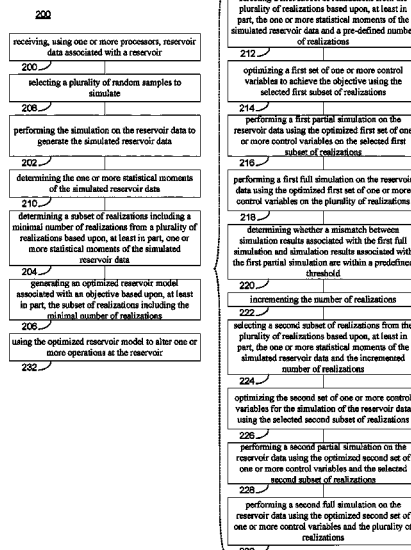 200
receiving, using one or more processors, reservoir
data associated with a reservoir
200
selecting a plurality of random samples to
simulate
208
performing the simulation on the reservoir data to
generate the simulated reservoir data
202
determining the one or more statistical moments
of the simulated reservoir data
210
determining a subset of realizations including a
minimal number of realizations from a plurality of
realizations based upon, at least in part, one or
more statistical moments of the simulated
reservoir data
204
generating an optimized reservoir model
associated with an objective based upon, at least
in part, the subset of realizations including the
minimal number of realizations
206
using the optimized reservoir model to alter one or
more operations at the reservoir
232
plurality of realizations based upon, at least in
part, the one or more statistical moments of the
simulated reservoir data and a pre-defined number
of realizations
212
optimizing a first set of one or more control
variables to achieve the objective using the
selected first subset of realizations
214
performing a first partial simulation on the
reservoir data using the optimized first set of one
or more control variables on the selected first
subset of realizations
216
performing a first full simulation on the reservoir
data using the optimized first set of one or more
control variables on the plurality of realizations
218
determining whether a mismatch between
simulation results associated with the first full
simulation and simulation results associated with
the first partial simulation are within a predefined
threshold
220
incrementing the number of realizations
222
selecting a second subset of realizations from the
plurality of realizations based upon, at least in
part, the one or more statistical moments of the
simulated reservoir data and the incremented
number of realizations
224
optimizing the second set of one or more control
variables for the simulation of the reservoir data
using the selected second subset of realizations
226
performing a second partial simulation on the
reservoir data using the optimized second set of
one or more control variables and the selected
second subset of realizations
228
performing a second full simulation on the
reservoir data using the optimized second set of
one or more control variables and the plurality of
realizations